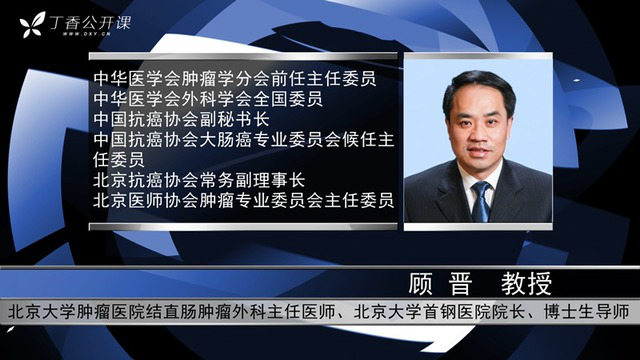 丁香公开课
WWW.DXY.CN
中华医学会肿瘤学分会前任主任委员
中华医学会外科学会全国委员
中国抗癌协会副秘书长
中国抗癌协会大肠癌专业委员会候任主
任委员
北京抗癌协会常务副理事长
北京医师协会肿瘤专业委员会主任委员
顾 晋 教授
北京大学肿瘤医院结直肠肿瘤外科主任医师、北京大学首钢医院院长、博士生导师